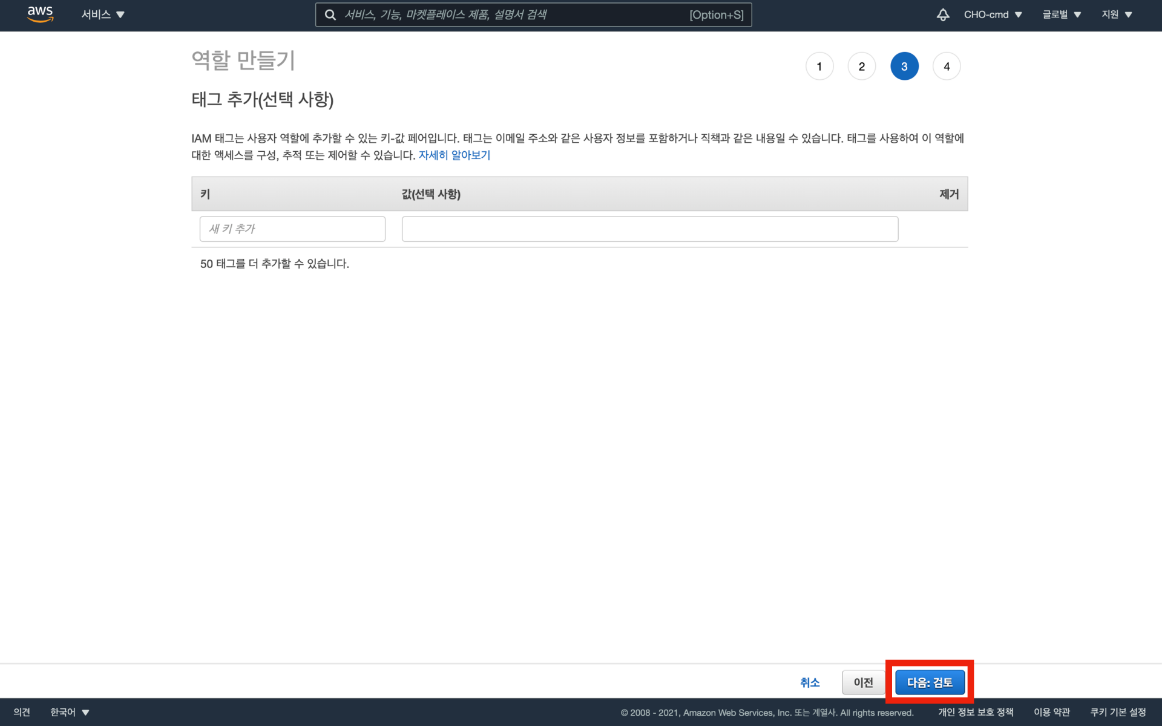 aws 서비스 ▼ 서비스, 기능, 마켓플레이스 제품, 설명서 검색 [Option+S] CHO-cmd ▼ 글로벌 ▼ 지원 ▼
역할 만들기 1 2 3 4
태그 추가(선택 사항)
IAM 태그는 사용자 역할에 추가할 수 있는 키-값 페어입니다. 태그는 이메일 주소와 같은 사용자 정보를 포함하거나 직책과 같은 내용일 수 있습니다. 태그를 사용하여 이 역할에
대한 액세스를 구성, 추적 또는 제어할 수 있습니다. 자세히 알아보기
키 값(선택 사항) 제거
새 키 추가
50 태그를 더 추가할 수 있습니다.
취소 이전 다음: 검토
의견 한국어 ▼ © 2008 - 2021, Amazon Web Services, Inc. 또는 계열사. All rights reserved. 개인 정보 보호 정책 이용 약관 쿠키 기본 설정